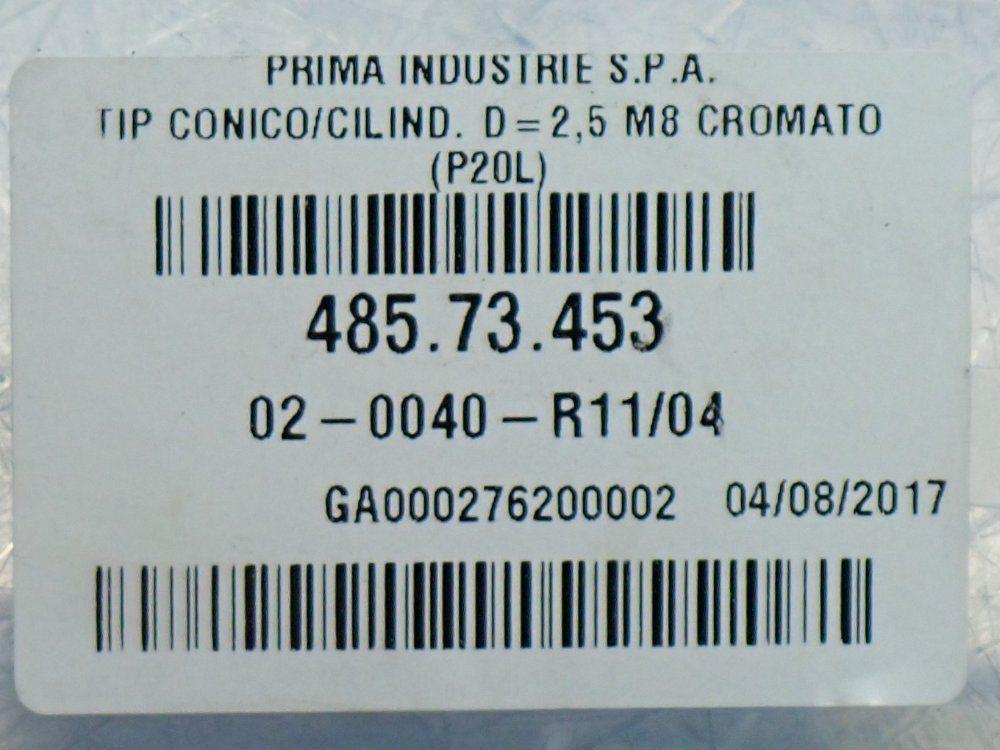 PRIMA INDUSTRIE S.P.A.
TIP CONICO/CILIND. D=2,5 M8 CROMATO
(P20L)
485.73.453
02-0040-R11/04
GA000276200002 04/08/2017